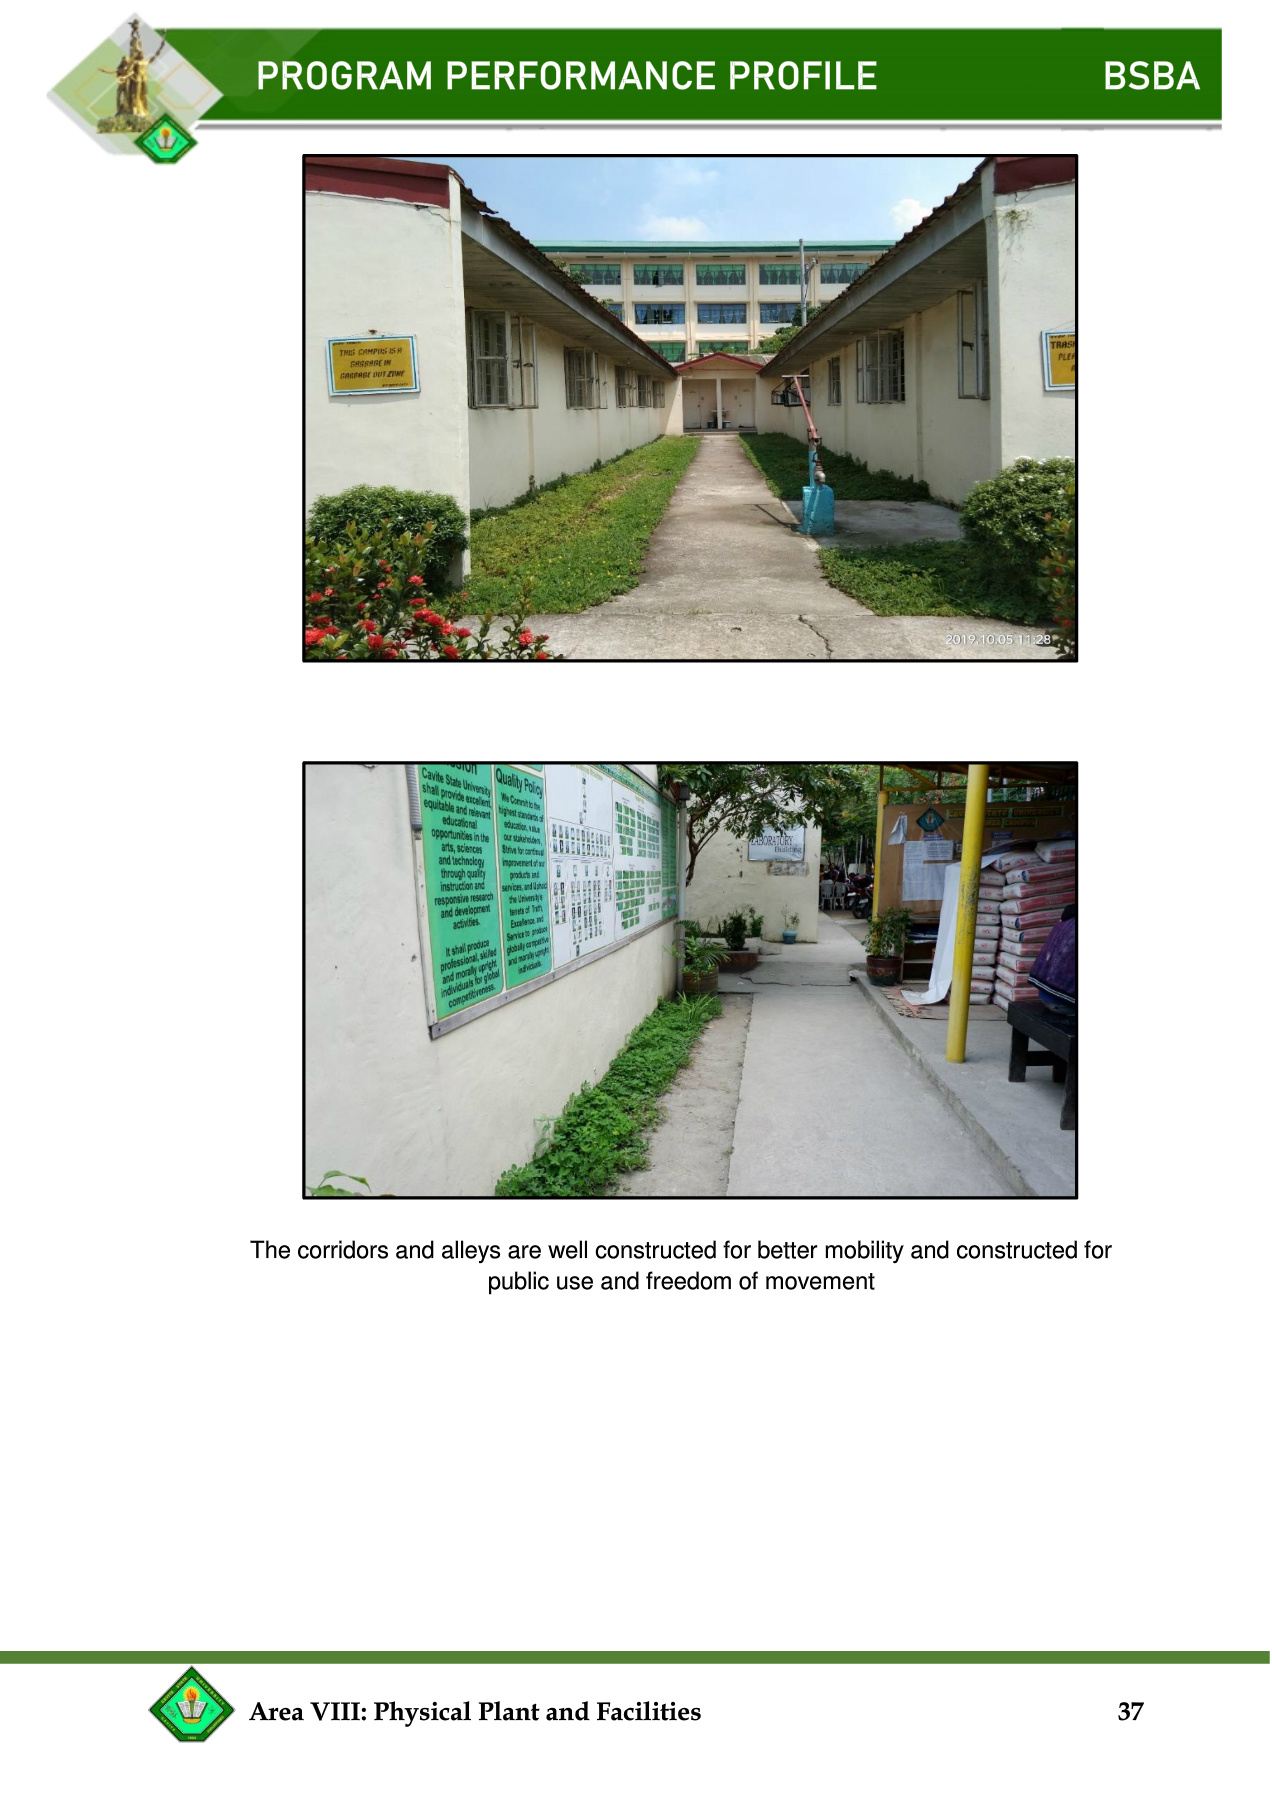 PROGRAM PERFORMANCE PROFILE BSBA
THIS CAMPUS IS A
GARBAGE IN
GARBAGE OUT ZONE
2019.10.05 11:28
Cavite State University
shall provide excellent,
equitable and relevant
educational
opportunities in the
arts, sciences
and technology
through quality
instruction and
responsive research
and development
activities.
It shall produce
professional, skilled
and morally upright
individuals for global
competitiveness.
Quality Policy
We Commit to the
highest standards of
education, value
our stakeholders,
Strive for continual
improvement of our
products and
services, and Uphold
the University's
tenets of Truth,
Excellence, and
Service to produce
globally competitive
and morally upright
individuals.
LABORATORY
Building
The corridors and alleys are well constructed for better mobility and constructed for
public use and freedom of movement
Area VIII: Physical Plant and Facilities 37